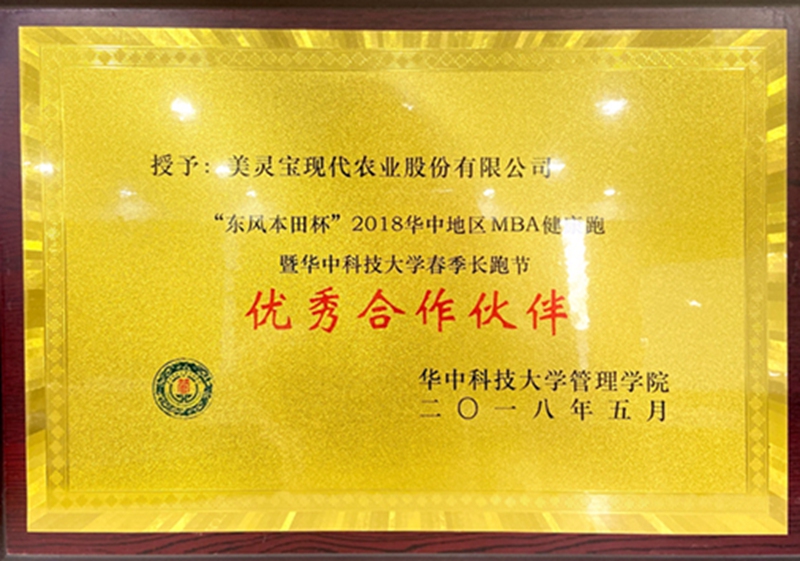 授予：美灵宝现代农业股份有限公司
“东风本田杯”2018华中地区MBA健康跑
暨华中科技大学春季长跑节
优秀合作伙伴
华中科技大学管理学院
二〇一八年五月